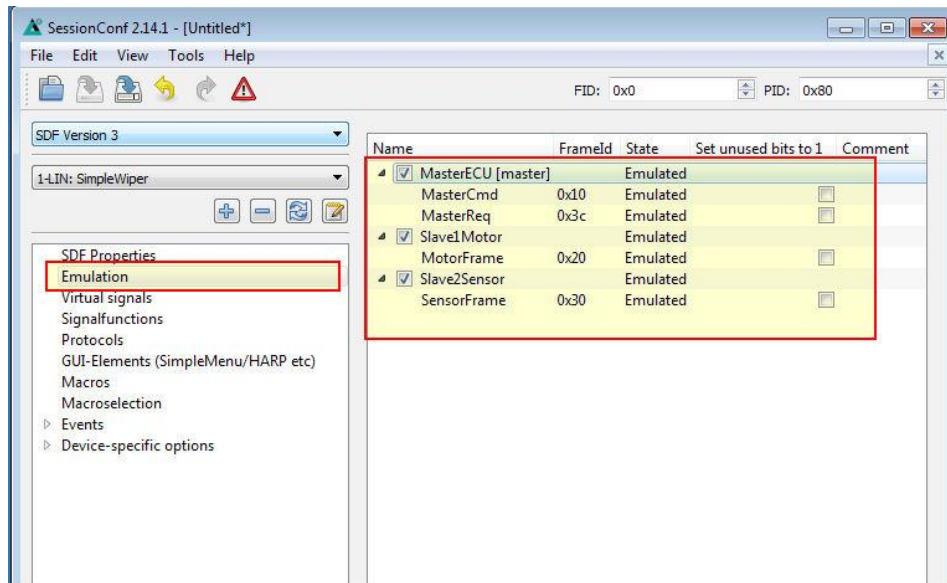 SessionConf 2.14.1 - [Untitled*]
File Edit View Tools Help
FID: 0x0 PID: 0x80
SDF Version 3
1-LIN: SimpleWiper
SDF Properties
Emulation
Virtual signals
Signalfunctions
Protocols
GUI-Elements (SimpleMenu/HARP etc)
Macros
Macroselection
Events
Device-specific options
Name FrameId State Set unused bits to 1 Comment
MasterECU [master] Emulated
MasterCmd 0x10 Emulated
MasterReq 0x3c Emulated
Slave1Motor Emulated
MotorFrame 0x20 Emulated
Slave2Sensor Emulated
SensorFrame 0x30 Emulated